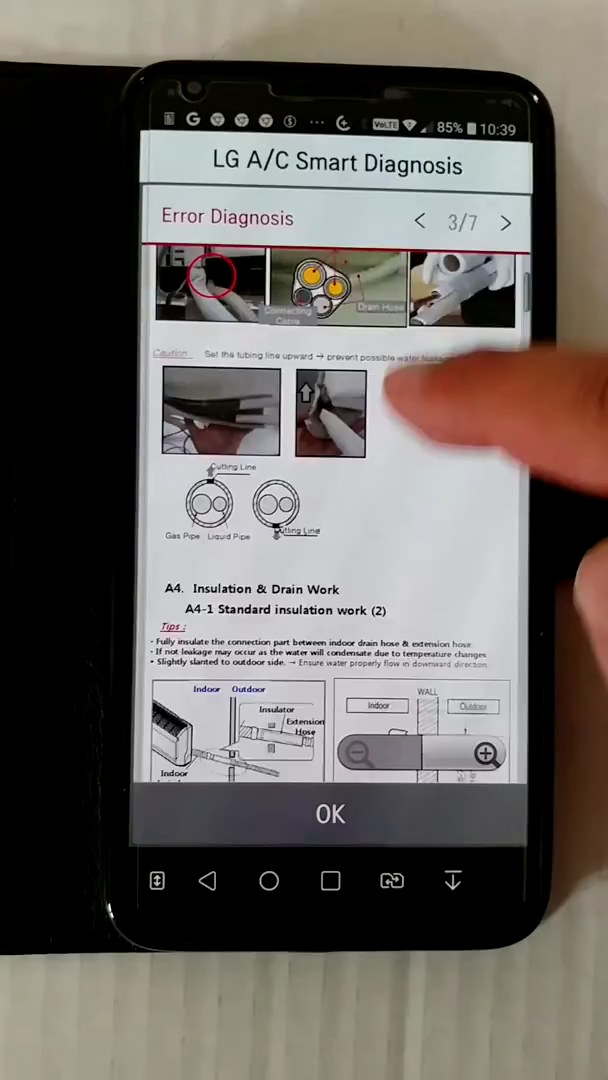 G
VoLTE
85%
10:39
LG A/C Smart Diagnosis
Error Diagnosis
< 3/7 >
Connecting
Cable
Drain Hose
Caution
Set the tubing line upward → prevent possible water
Cutting Line
Gas Pipe
Liquid Pipe
Cutting Line
A4. Insulation & Drain Work
A4-1 Standard insulation work (2)
Tips :
· Fully insulate the connection part between indoor drain hose & extension hose
· If not leakage may occur as the water will condensate due to temperature changes
· Slightly slanted to outdoor side. → Ensure water properly flow in downward direction.
Indoor
Outdoor
Insulator
Extension
Hose
Indoor
WALL
Indoor
Outdoor
OK